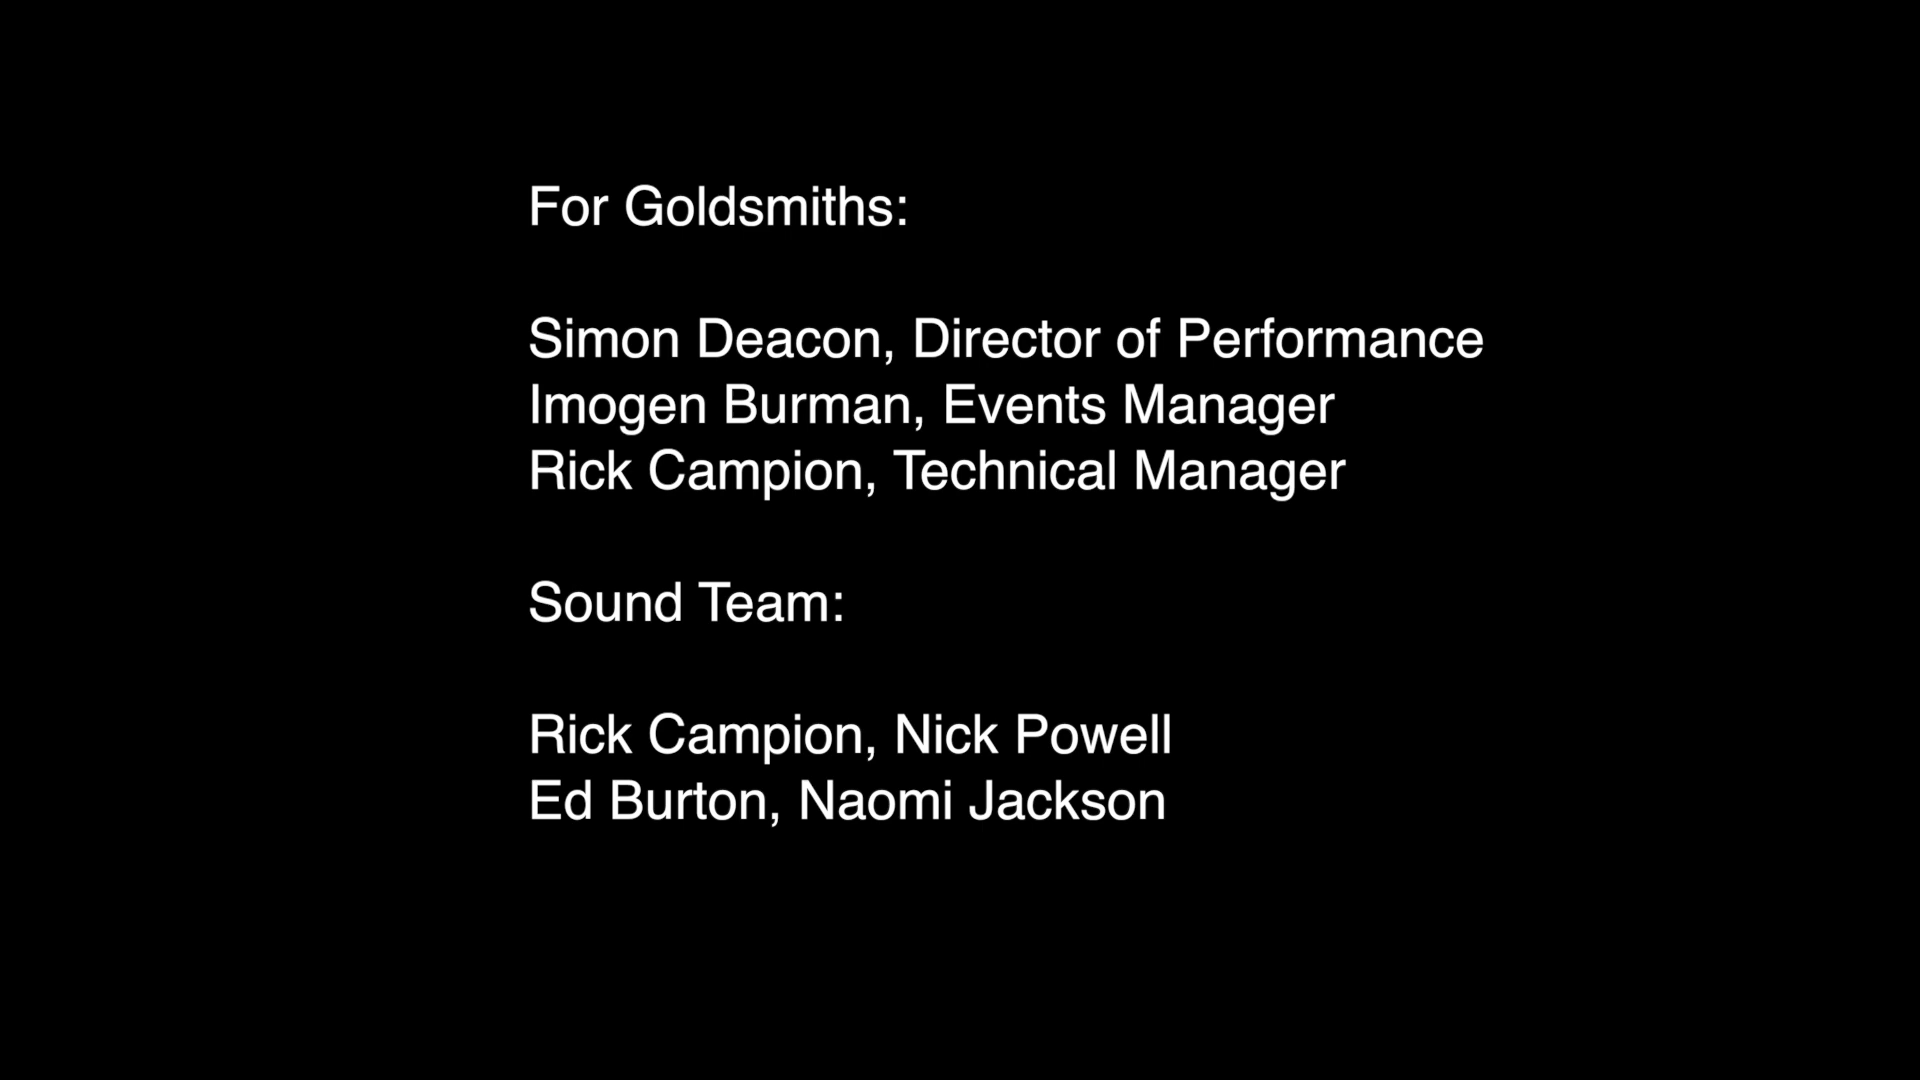 For Goldsmiths:
Simon Deacon, Director of Performance
Imogen Burman, Events Manager
Rick Campion, Technical Manager
Sound Team:
Rick Campion, Nick Powell
Ed Burton, Naomi Jackson